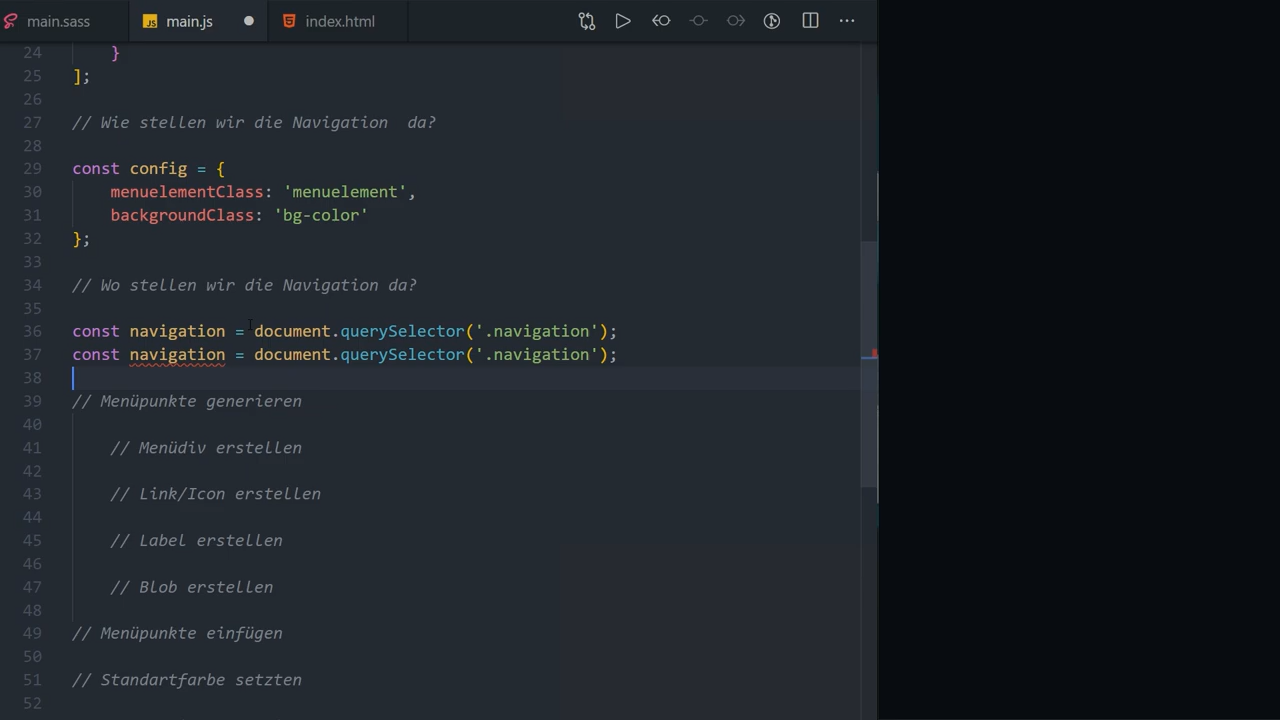 main.sass
JS main.js
index.html
24 }
25 ];
26
27 // Wie stellen wir die Navigation  da?
28
29 const config = {
30 menuelementClass: 'menuelement',
31 backgroundClass: 'bg-color'
32 };
33
34 // Wo stellen wir die Navigation da?
35
36 const navigation = document.querySelector('.navigation');
37 const navigation = document.querySelector('.navigation');
38
39 // Menüpunkte generieren
40
41 // Menüdiv erstellen
42
43 // Link/Icon erstellen
44
45 // Label erstellen
46
47 // Blob erstellen
48
49 // Menüpunkte einfügen
50
51 // Standartfarbe setzten
52